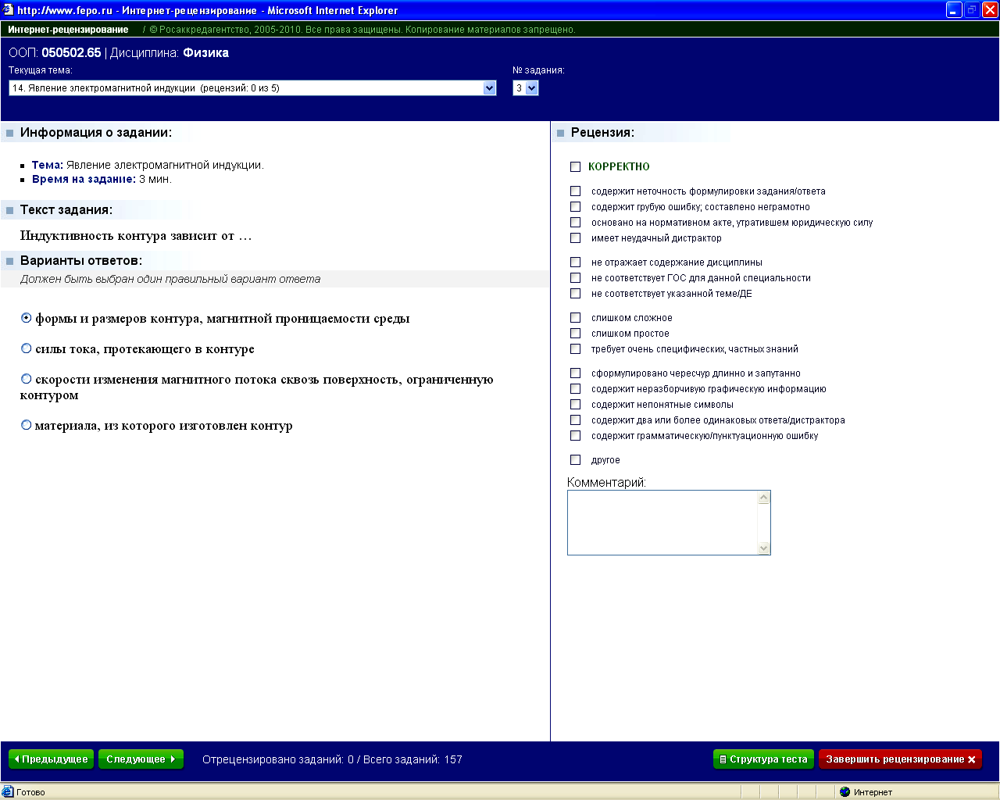 http://www.fepo.ru - Интернет-рецензирование - Microsoft Internet Explorer
Интернет-рецензирование / © Росаккредагентство, 2005-2010. Все права защищены. Копирование материалов запрещено.
ООП: 050502.65 | Дисциплина: Физика
Текущая тема: № задания:
14. Явление электромагнитной индукции (рецензий: 0 из 5) 3
Информация о задании:
Тема: Явление электромагнитной индукции.
Время на задание: 3 мин.
Текст задания:
Индуктивность контура зависит от …
Варианты ответов:
Должен быть выбран один правильный вариант ответа
формы и размеров контура, магнитной проницаемости среды
силы тока, протекающего в контуре
скорости изменения магнитного потока сквозь поверхность, ограниченную
контуром
материала, из которого изготовлен контур
Рецензия:
КОРРЕКТНО
содержит неточность формулировки задания/ответа
содержит грубую ошибку; составлено неграмотно
основано на нормативном акте, утратившем юридическую силу
имеет неудачный дистрактор
не отражает содержание дисциплины
не соответствует ГОС для данной специальности
не соответствует указанной теме/ДЕ
слишком сложное
слишком простое
требует очень специфических, частных знаний
сформулировано чересчур длинно и запутанно
содержит неразборчивую графическую информацию
содержит непонятные символы
содержит два или более одинаковых ответа/дистрактора
содержит грамматическую/пунктуационную ошибку
другое
Комментарий:
Предыдущее Следующее Отрецензировано заданий: 0 / Всего заданий: 157 Структура теста Завершить рецензирование
Готово Интернет